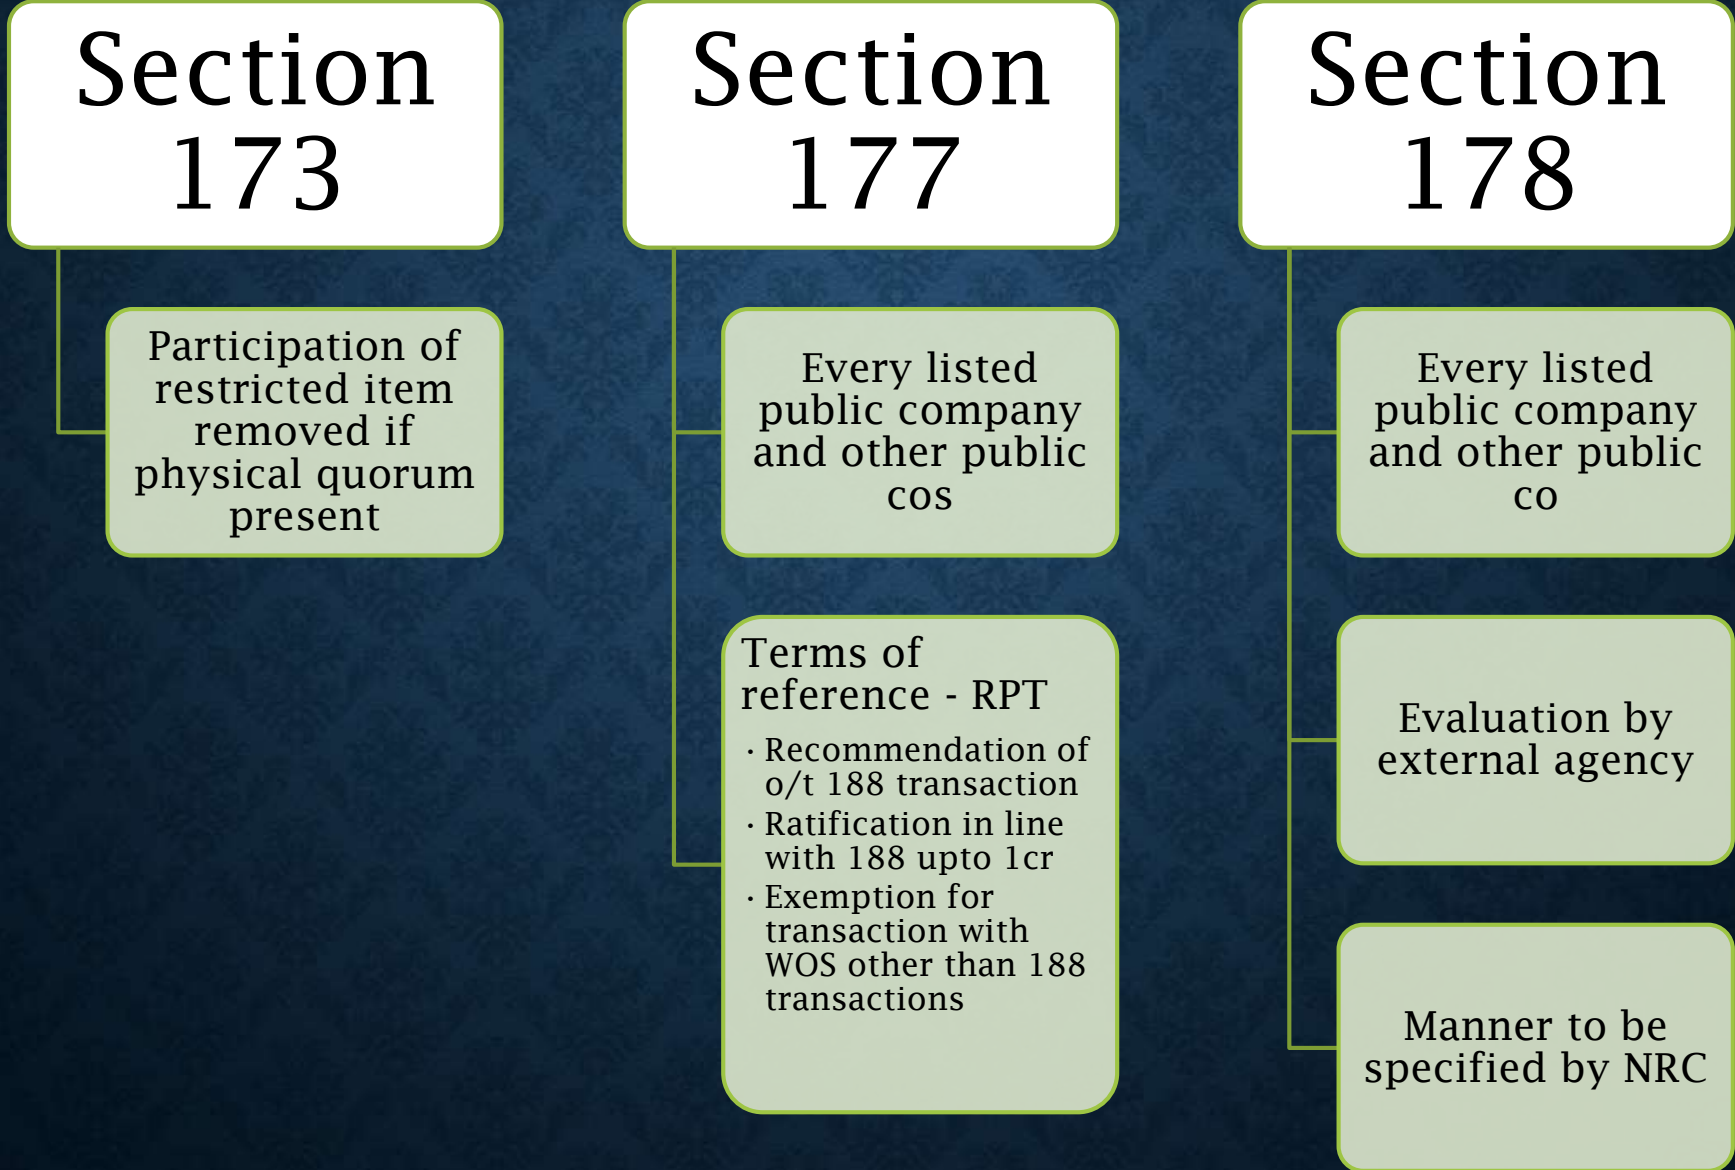 Section
173
Participation of
restricted item
removed if
physical quorum
present
Section
177
Every listed
public company
and other public
cos
Terms of
reference - RPT
· Recommendation of
o/t 188 transaction
· Ratification in line
with 188 upto 1cr
· Exemption for
transaction with
WOS other than 188
transactions
Section
178
Every listed
public company
and other public
co
Evaluation by
external agency
Manner to be
specified by NRC